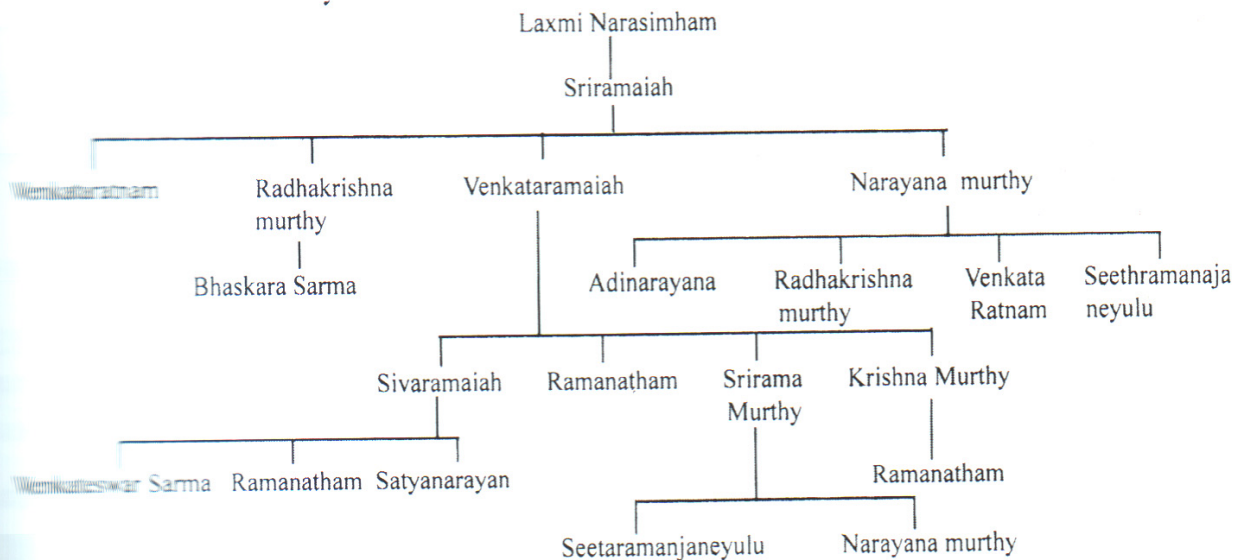 Laxmi Narasimham
Sriramaiah
Venkataratnam
Radhakrishna
murthy
Venkataramaiah
Narayana murthy
Bhaskara Sarma
Adinarayana
Radhakrishna
murthy
Venkata
Ratnam
Seethramanaja
neyulu
Sivaramaiah
Ramanatham
Srirama
Murthy
Krishna Murthy
Sarma
Ramanatham
Satyanarayan
Ramanatham
Seetaramanjaneyulu
Narayana murthy